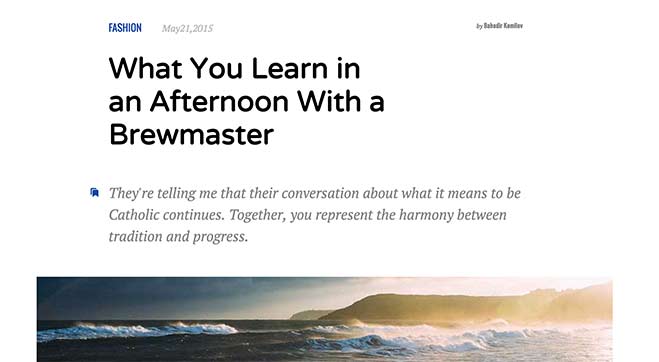 FASHION May21,2015 by Bahodir Komilov
What You Learn in
an Afternoon With a
Brewmaster
They're telling me that their conversation about what it means to be
Catholic continues. Together, you represent the harmony between
tradition and progress.